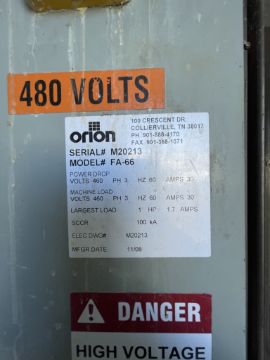 480 VOLTS
orion
100 CRESCENT DR
COLLIERVILLE, TN 38017
PH 901-888-4170
FAX 901-388-1071
SERIAL# M20213
MODEL# FA-66
POWER DROP
VOLTS 460 PH 3 HZ 60 AMPS 30
MACHINE LOAD
VOLTS 460 PH 3 HZ 60 AMPS 30
LARGEST LOAD 1 HP 1.7 AMPS
SCCR 100 kA
ELEC DWG# M20213
MFGR DATE 11/09
DANGER
HIGH VOLTAGE